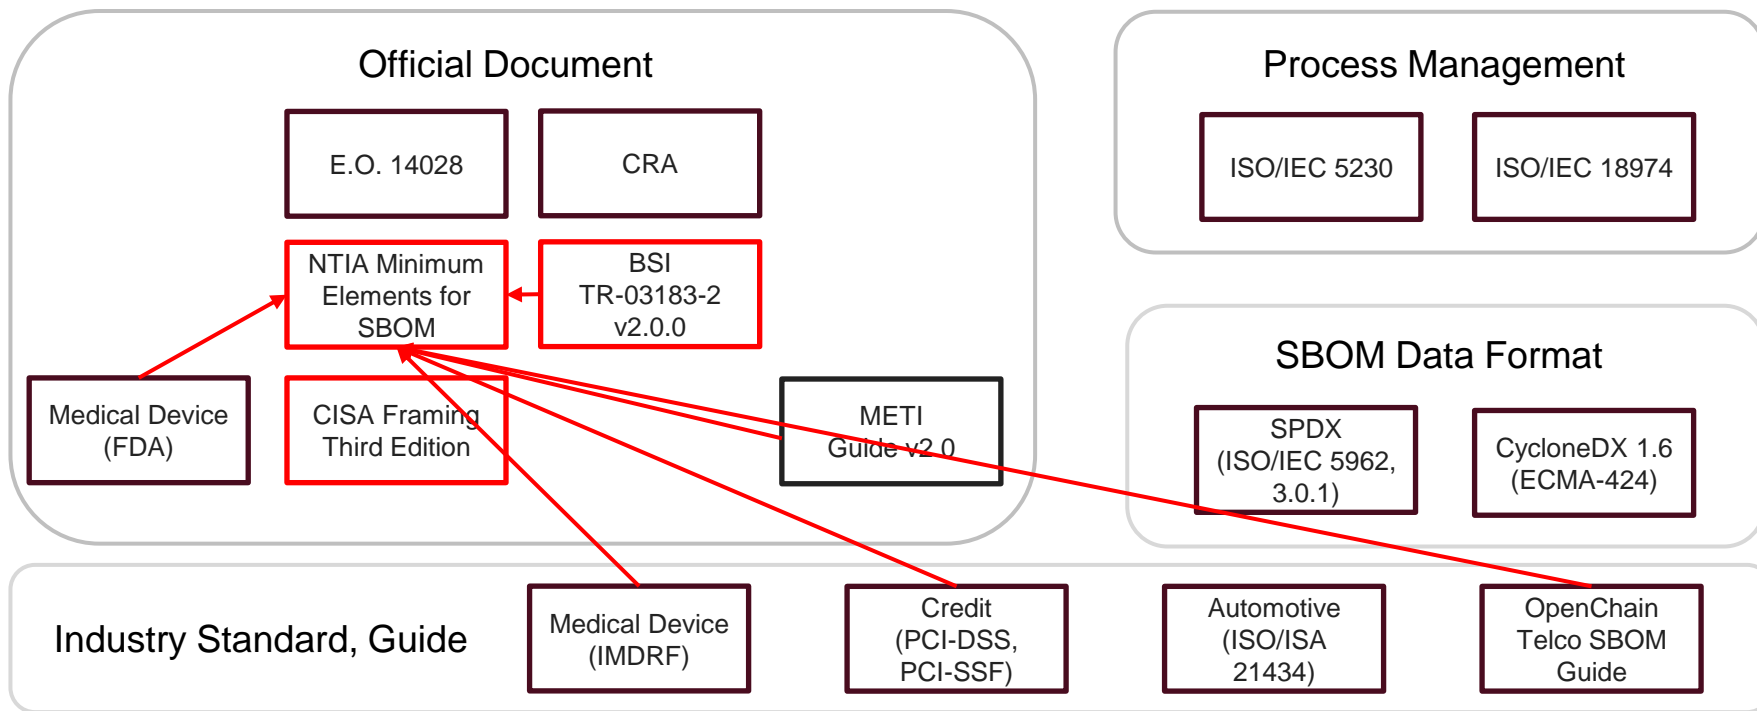 Official Document
E.O. 14028
CRA
NTIA Minimum
Elements for
SBOM
BSI
TR-03183-2
v2.0.0
Medical Device
(FDA)
CISA Framing
Third Edition
METI
Guide v2.0
Process Management
ISO/IEC 5230
ISO/IEC 18974
SBOM Data Format
SPDX
(ISO/IEC 5962,
3.0.1)
CycloneDX 1.6
(ECMA-424)
Industry Standard, Guide
Medical Device
(IMDRF)
Credit
(PCI-DSS,
PCI-SSF)
Automotive
(ISO/ISA
21434)
OpenChain
Telco SBOM
Guide